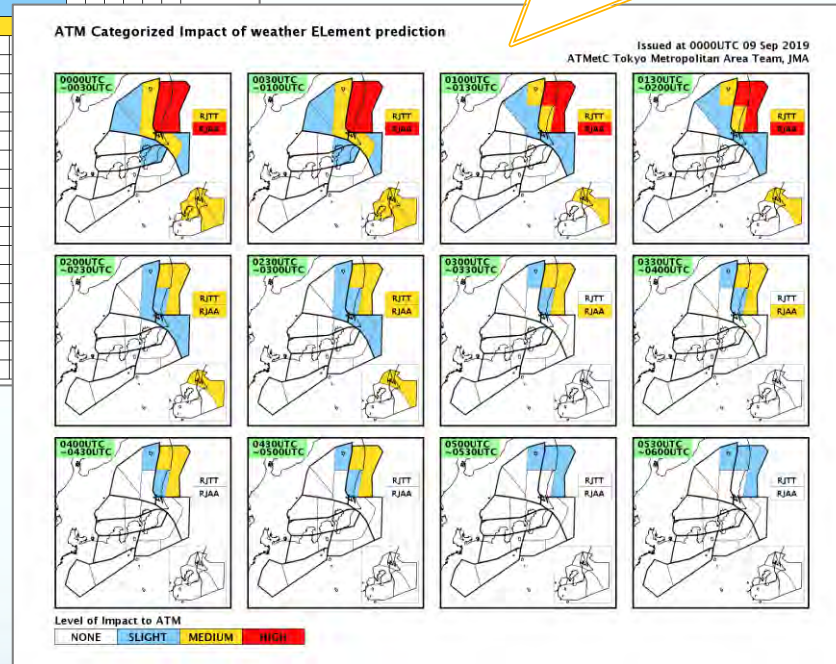 ATM Categorized Impact of weather ELement prediction
Issued at 0000UTC 09 Sep 2019
ATMetC Tokyo Metropolitan Area Team, JMA
0000UTC
~0030UTC
RJTT
RJAA
0030UTC
~0100UTC
RJTT
RJAA
0100UTC
~0130UTC
RJTT
RJAA
0130UTC
~0200UTC
RJTT
RJAA
0200UTC
~0230UTC
RJTT
RJAA
0230UTC
~0300UTC
RJTT
RJAA
0300UTC
~0330UTC
RJTT
RJAA
0330UTC
~0400UTC
RJTT
RJAA
0400UTC
~0430UTC
RJTT
RJAA
0430UTC
~0500UTC
RJTT
RJAA
0500UTC
~0530UTC
RJTT
RJAA
0530UTC
~0600UTC
RJTT
RJAA
Level of Impact to ATM
NONE SLIGHT MEDIUM HIGH